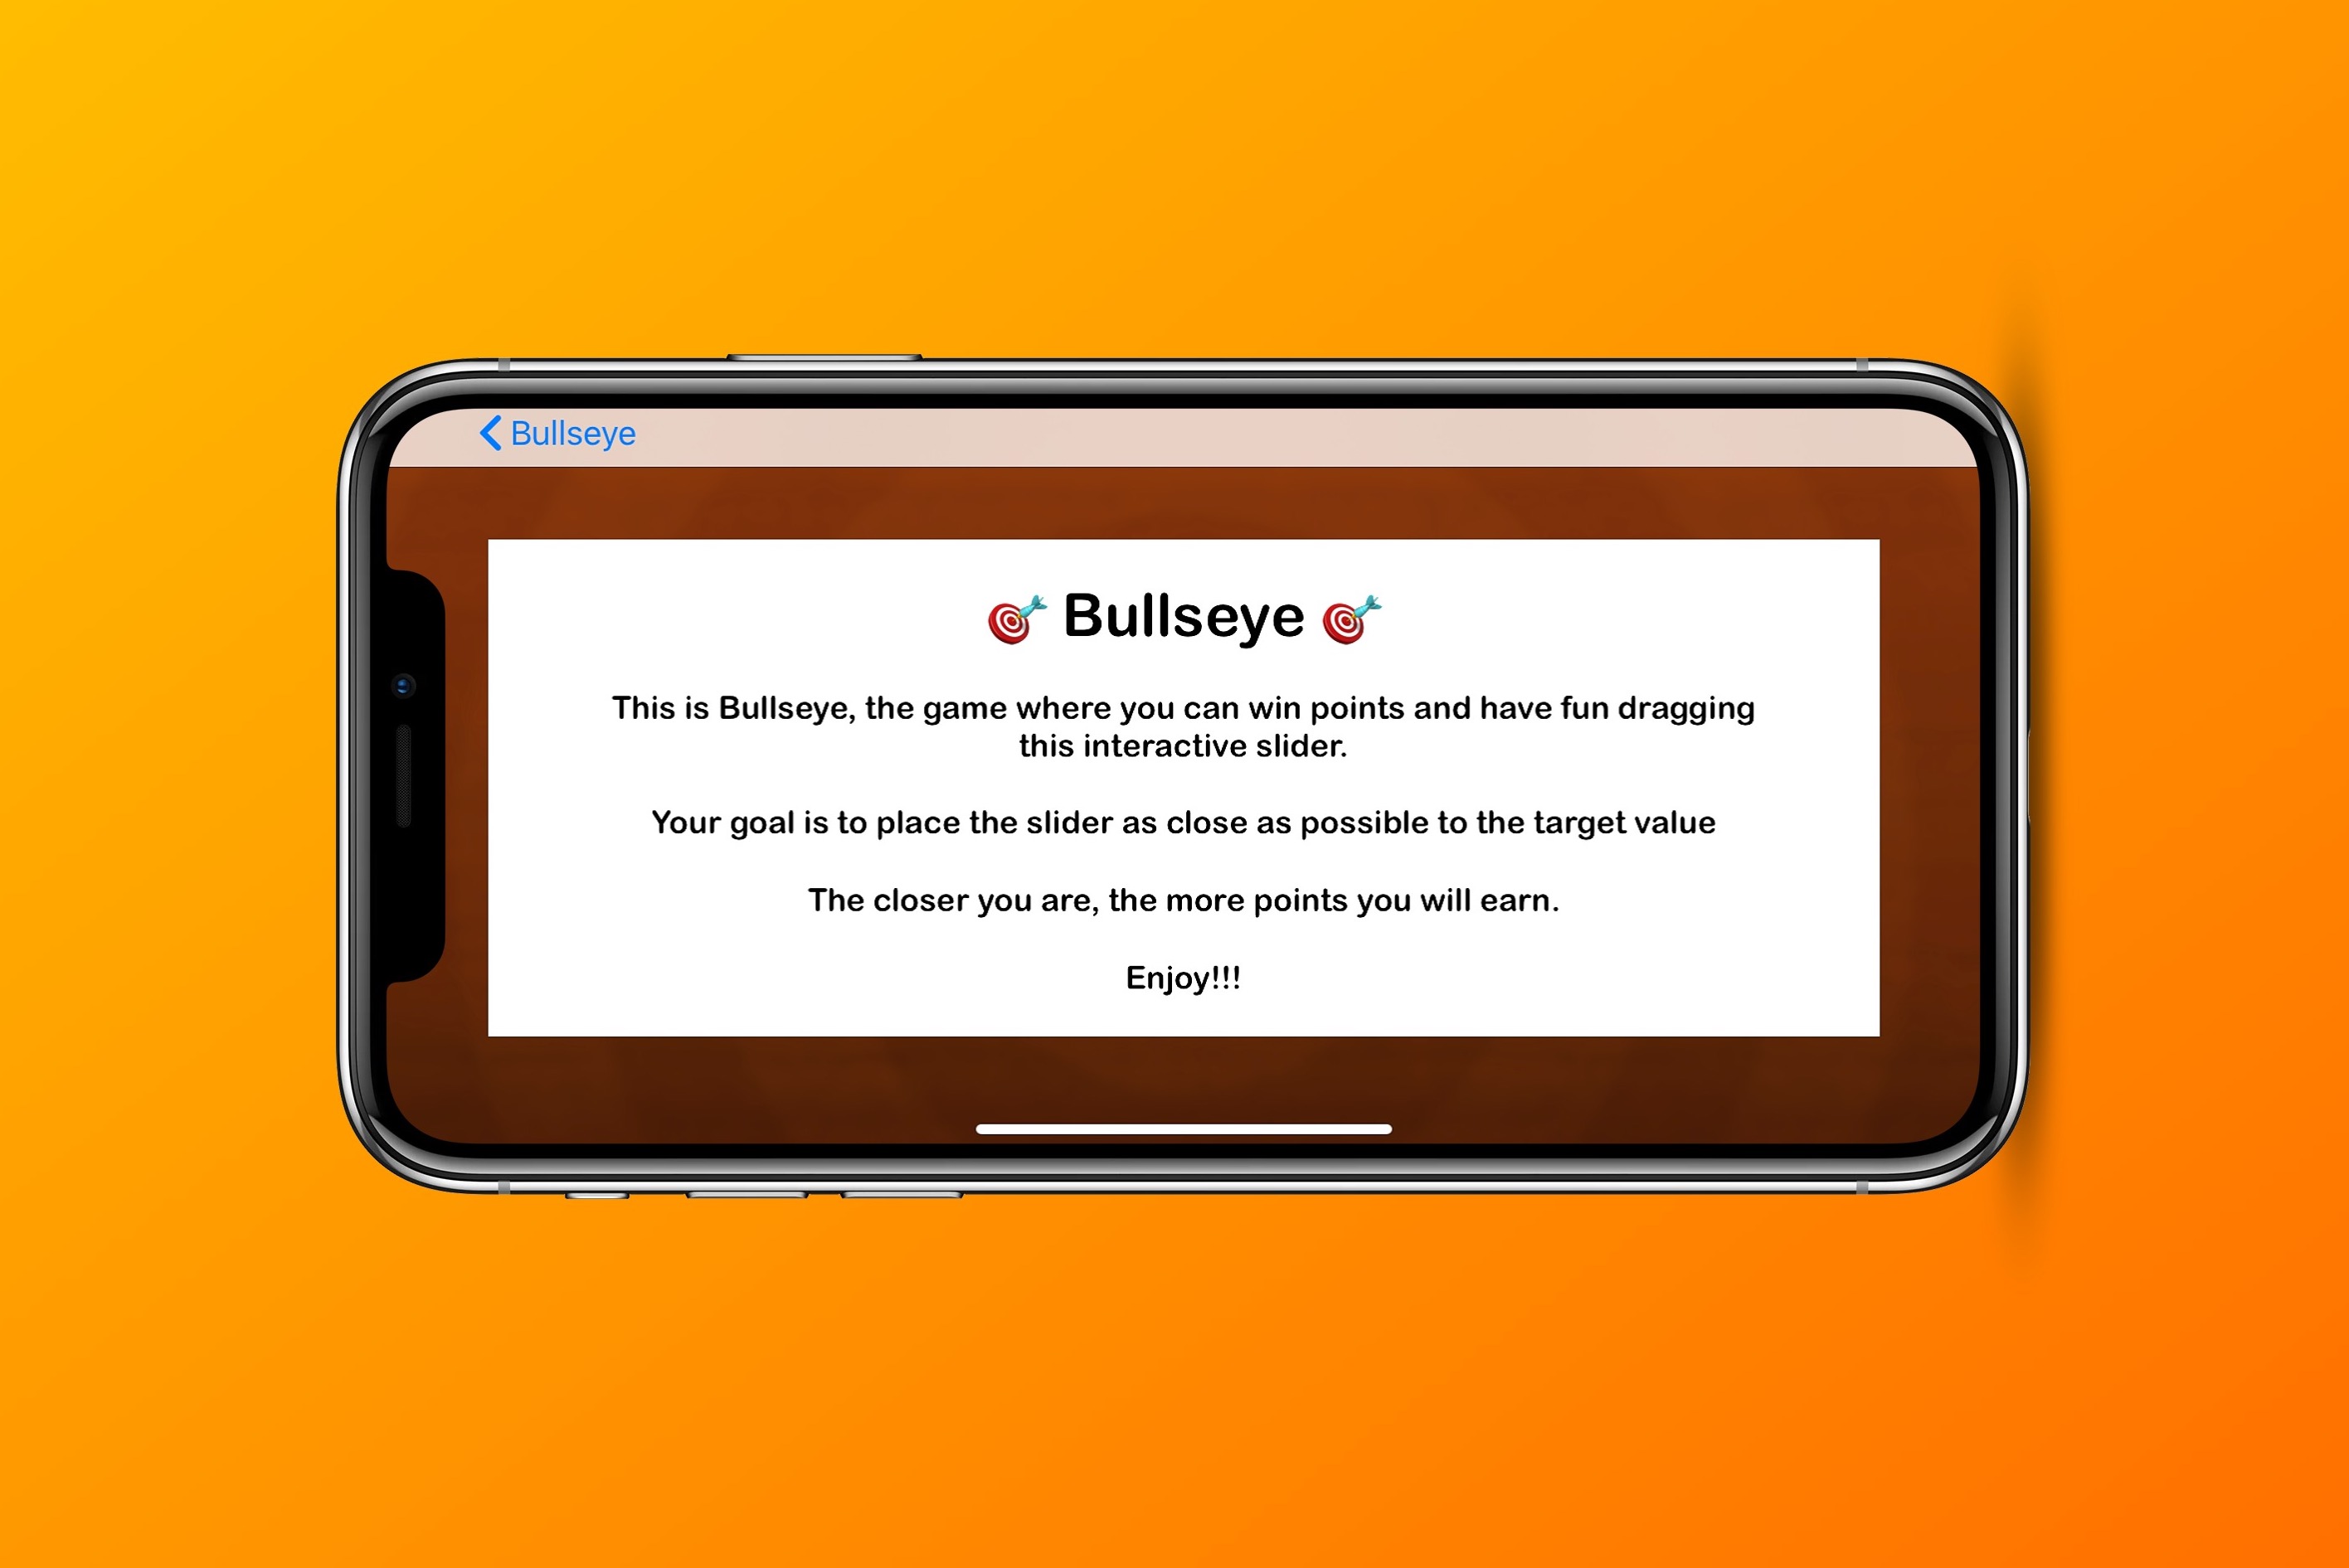 Bullseye
🎯 Bullseye 🎯
This is Bullseye, the game where you can win points and have fun dragging
this interactive slider.
Your goal is to place the slider as close as possible to the target value
The closer you are, the more points you will earn.
Enjoy!!!